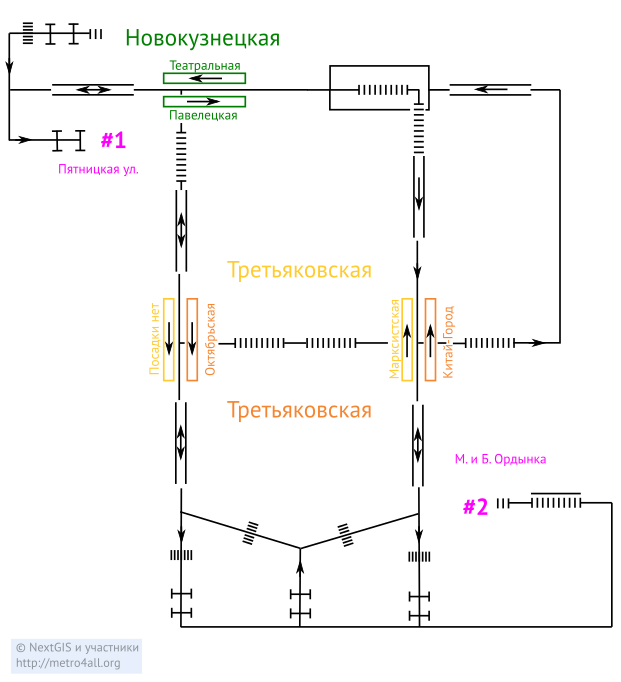 Новокузнецкая
Театральная
Павелецкая
#1
Пятницкая ул.
Третьяковская
Посадки нет
Октябрьская
Марксистская
Китай-Город
Третьяковская
М. и Б. Ордынка
#2
© NextGIS и участники
http://metro4all.org